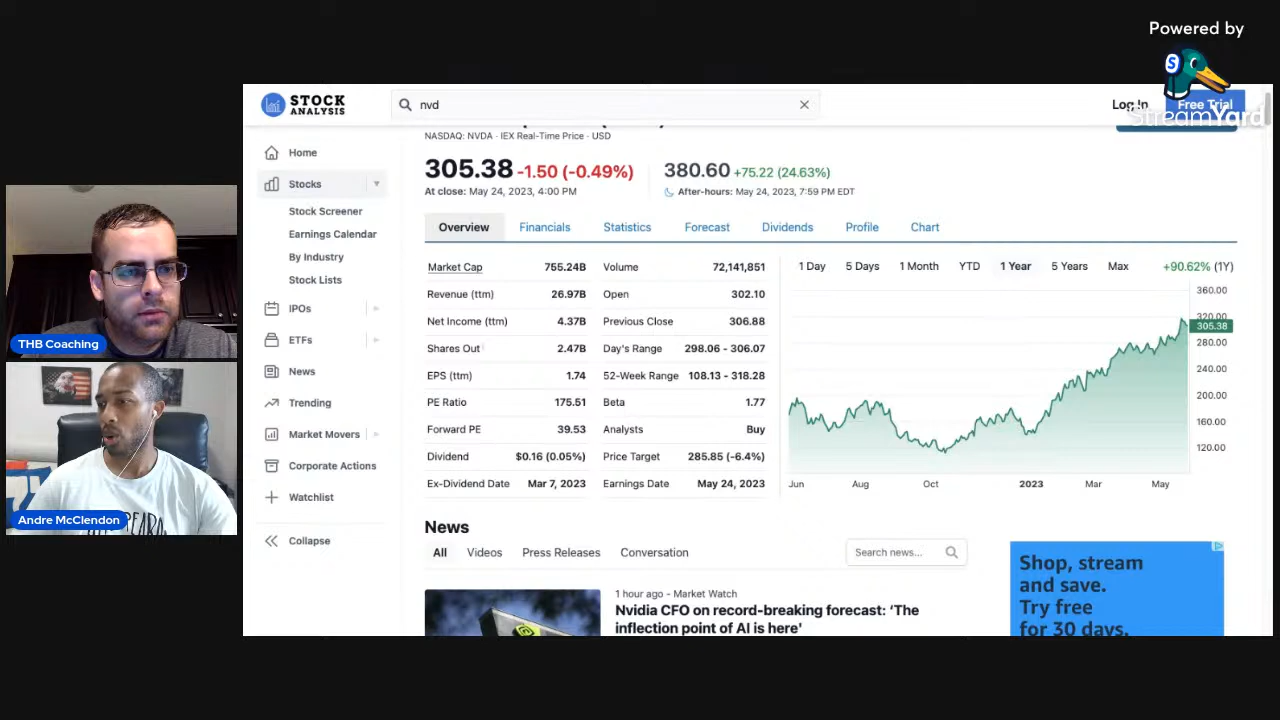 Powered by
StreamYard
STOCK
ANALYSIS
nvd
Log In
Free Trial
NASDAQ: NVDA · IEX Real-Time Price · USD
305.38 -1.50 (-0.49%)
At close: May 24, 2023, 4:00 PM
380.60 +75.22 (24.63%)
After-hours: May 24, 2023, 7:59 PM EDT
Home
Stocks
Stock Screener
Earnings Calendar
By Industry
Stock Lists
IPOs
ETFs
News
Trending
Market Movers
Corporate Actions
Watchlist
Collapse
Overview Financials Statistics Forecast Dividends Profile Chart
Market Cap 755.24B Volume 72,141,851
Revenue (ttm) 26.97B Open 302.10
Net Income (ttm) 4.37B Previous Close 306.88
Shares Out 2.47B Day's Range 298.06 - 306.07
EPS (ttm) 1.74 52-Week Range 108.13 - 318.28
PE Ratio 175.51 Beta 1.77
Forward PE 39.53 Analysts Buy
Dividend $0.16 (0.05%) Price Target 285.85 (-6.4%)
Ex-Dividend Date Mar 7, 2023 Earnings Date May 24, 2023
1 Day 5 Days 1 Month YTD 1 Year 5 Years Max +90.62% (1Y)
360.00
320.00
305.38
280.00
240.00
200.00
160.00
120.00
Jun Aug Oct 2023 Mar May
News
All Videos Press Releases Conversation
Search news...
1 hour ago - Market Watch
Nvidia CFO on record-breaking forecast: ‘The
inflection point of AI is here'
Shop, stream
and save.
Try free
for 30 days.
THB Coaching
Andre McClendon